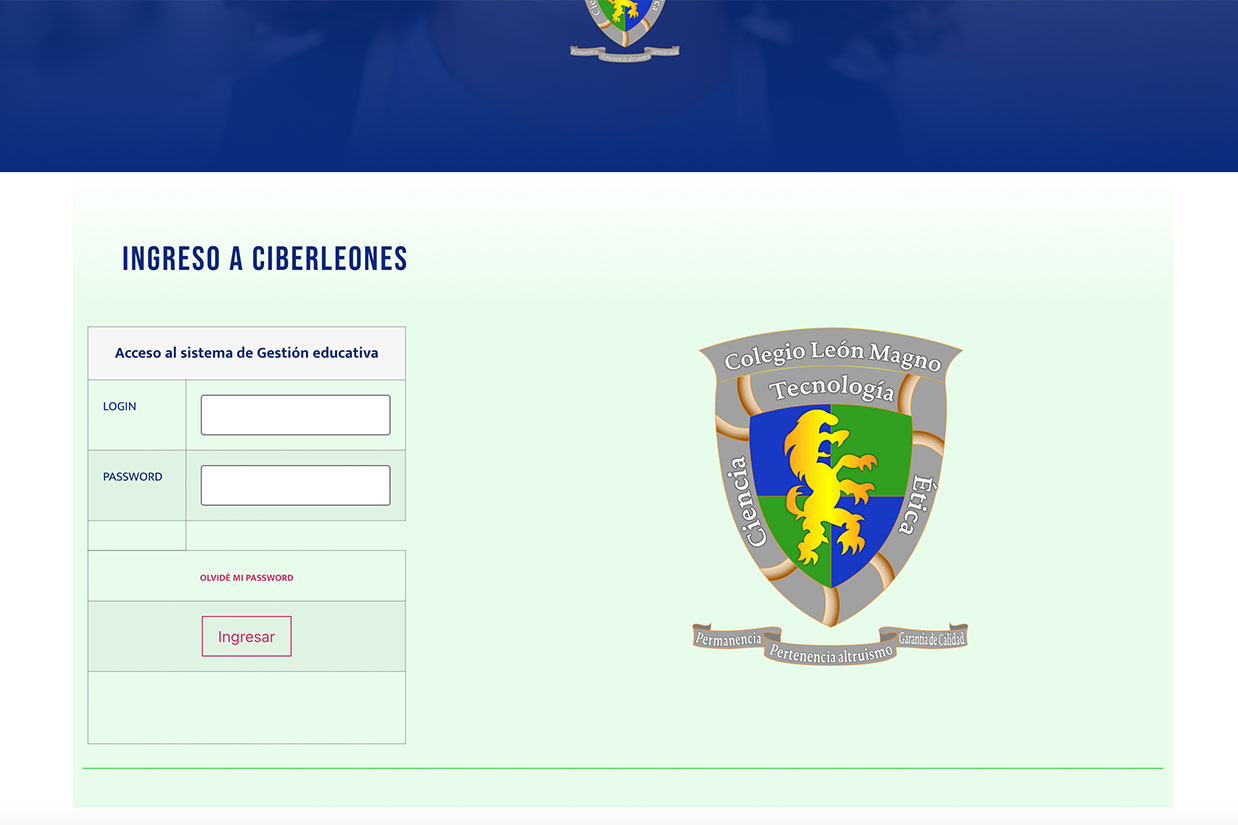 INGRESO A CIBERLEONES
Acceso al sistema de Gestión educativa
LOGIN
PASSWORD
OLVIDÉ MI PASSWORD
Ingresar
Colegio León Magno
Tecnología
Ciencia
Ética
Permanencia
Pertenencia altruismo
Garantía de Calidad